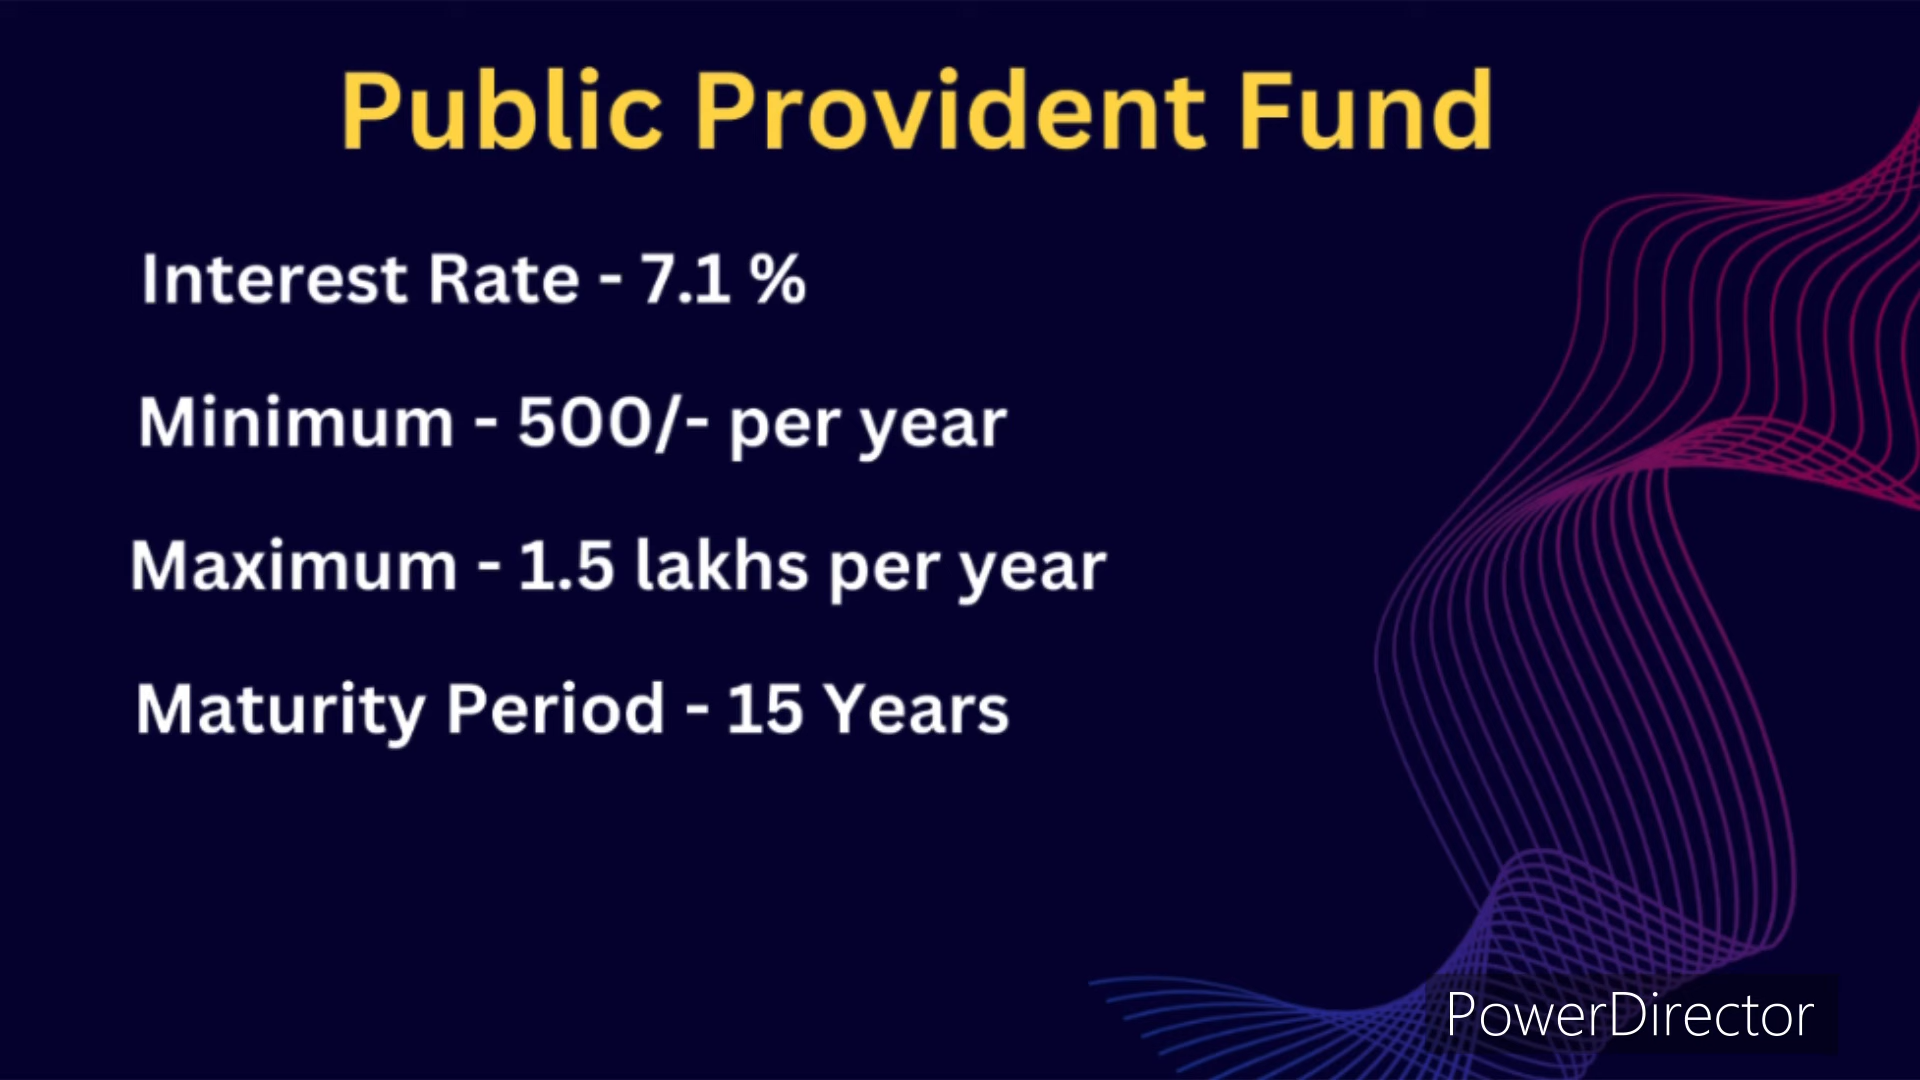 Public Provident Fund
Interest Rate - 7.1 %
Minimum - 500/- per year
Maximum - 1.5 lakhs per year
Maturity Period - 15 Years
PowerDirector